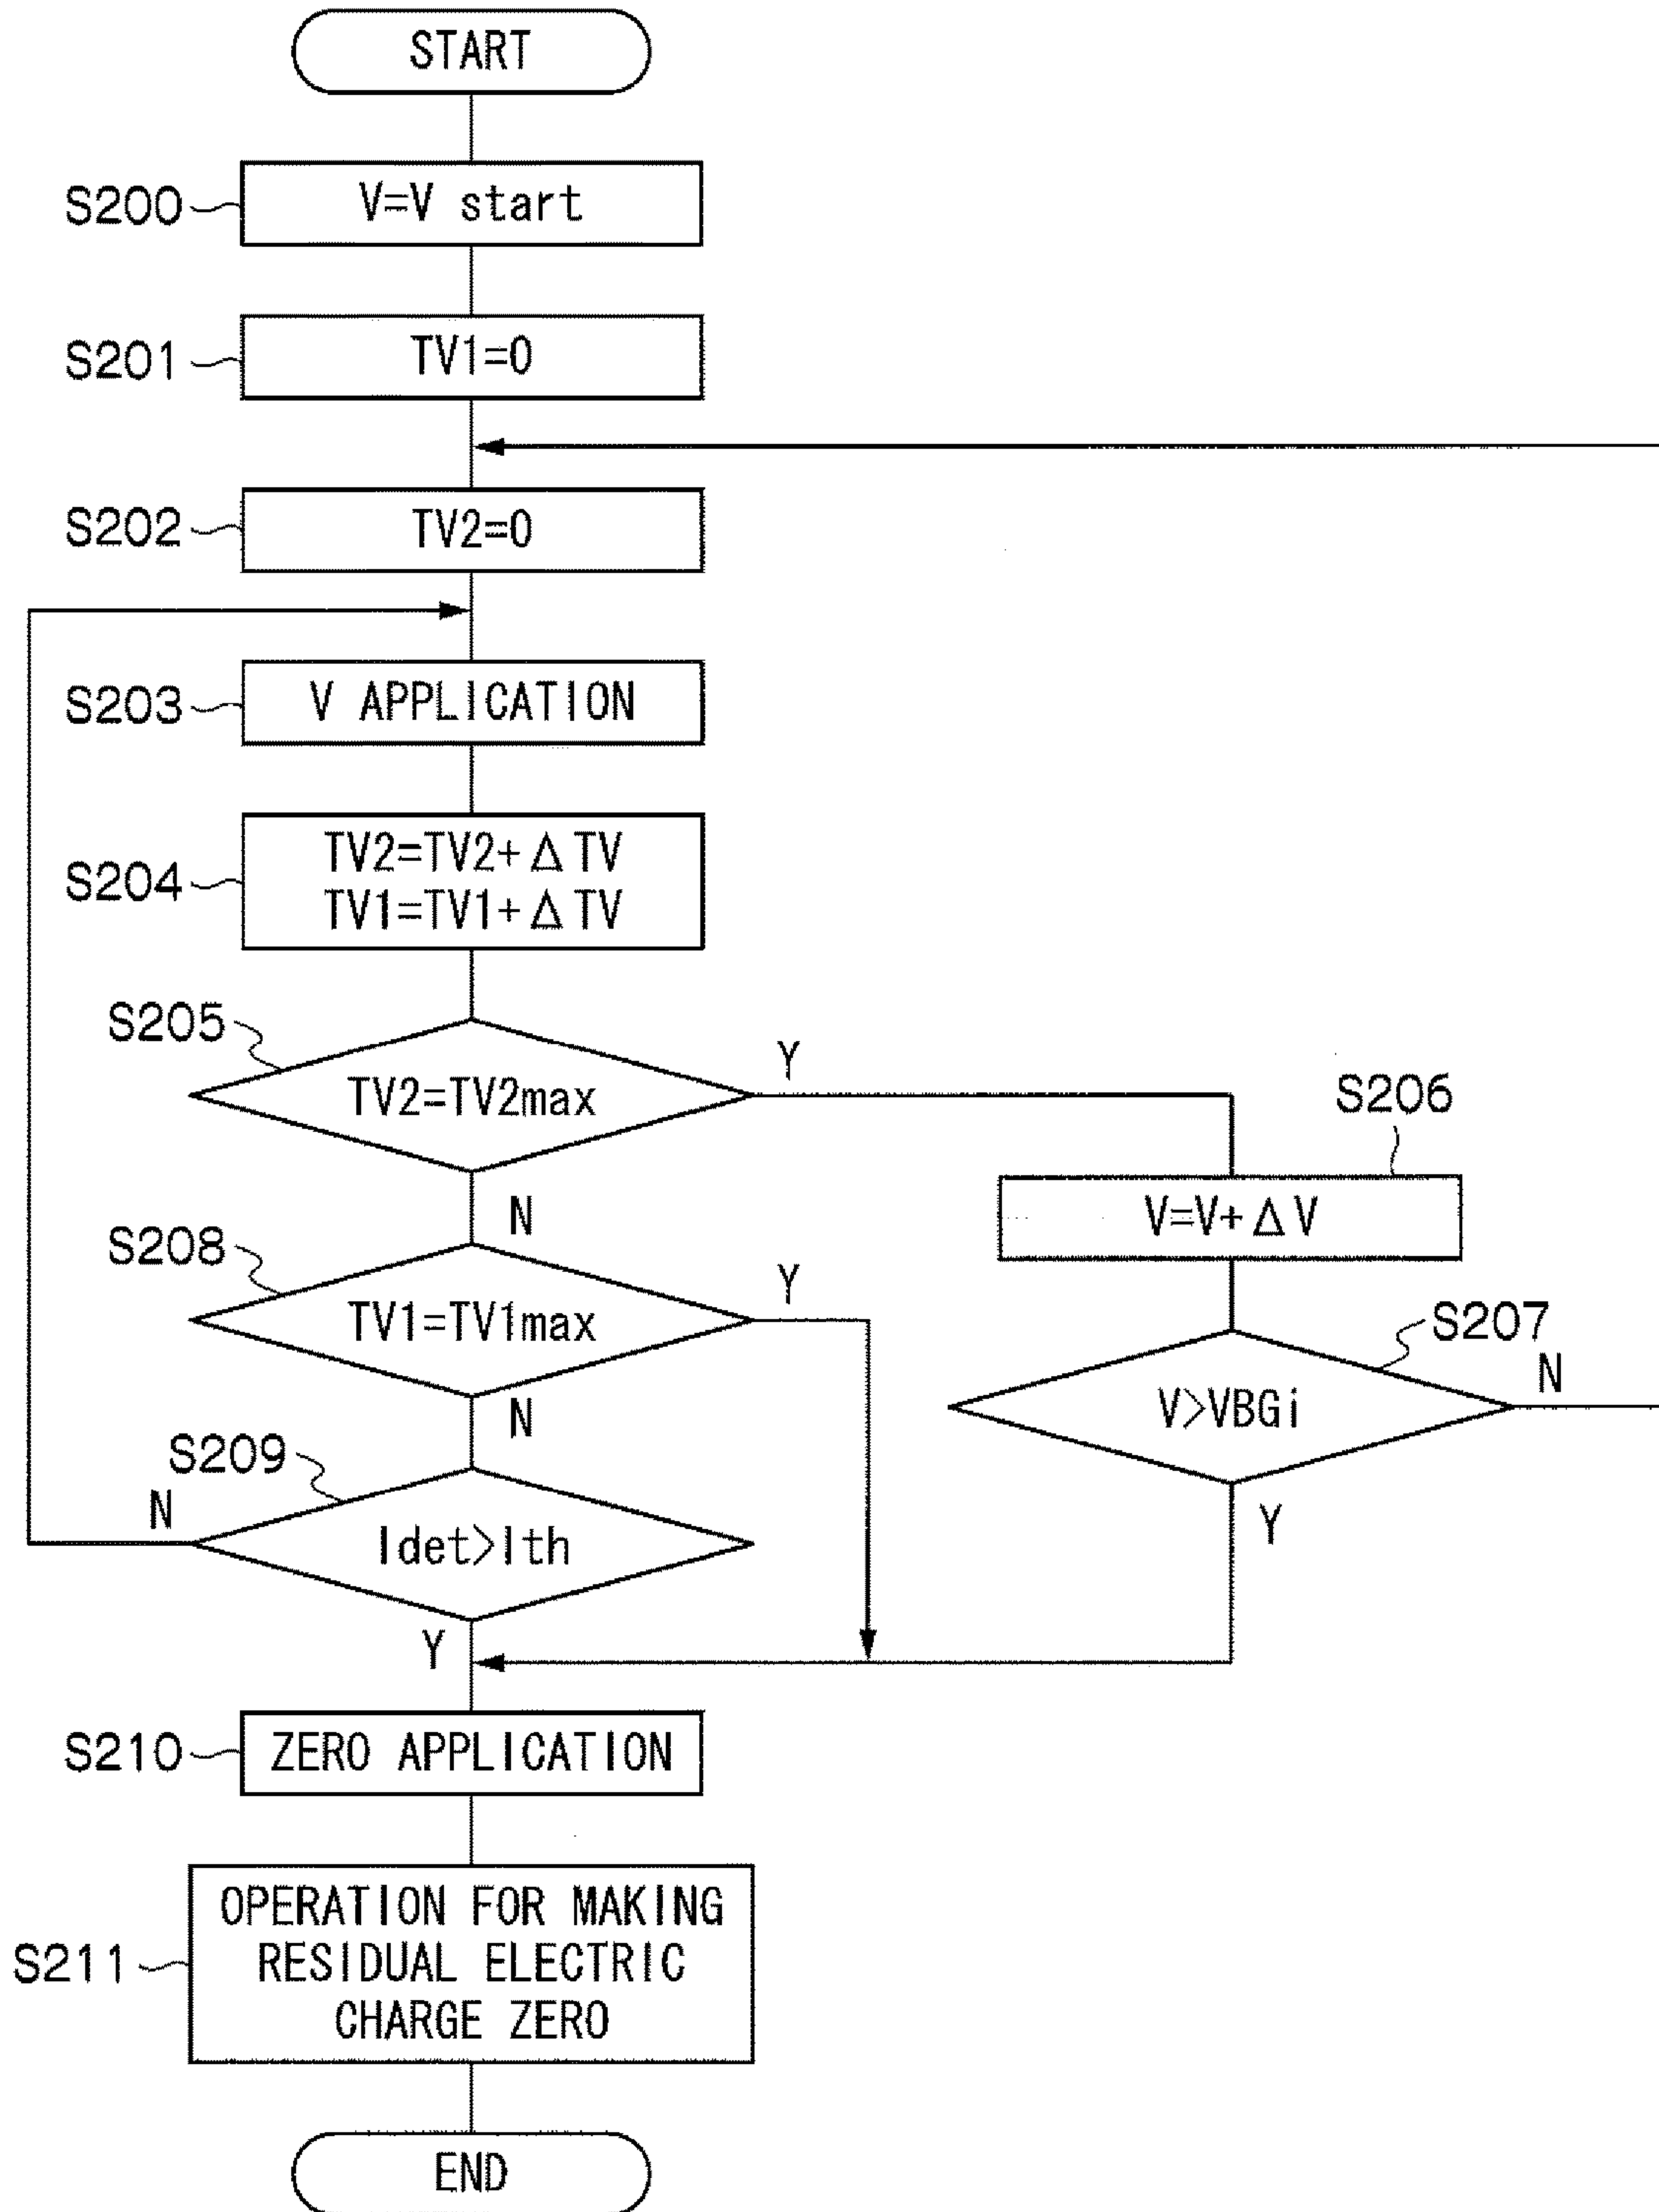 START
S200
V=V start
S201
TV1=0
S202
TV2=0
S203
V APPLICATION
S204
TV2=TV2+ΔTV
TV1=TV1+ΔTV
S205
TV2=TV2max
Y
N
S206
V=V+ΔV
S207
V>VBGi
N
Y
S208
TV1=TV1max
Y
N
S209
Idet>Ith
N
Y
S210
ZERO APPLICATION
S211
OPERATION FOR MAKING
RESIDUAL ELECTRIC
CHARGE ZERO
END